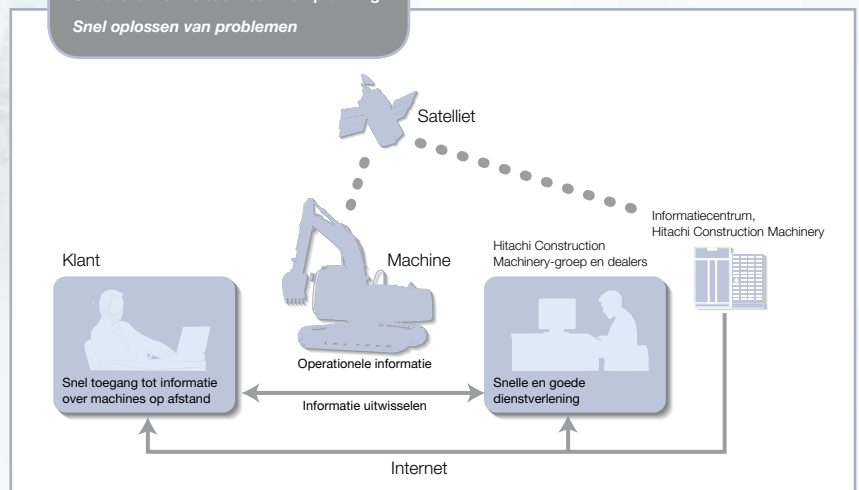 Snel oplossen van problemen
Satelliet
Informatiecentrum,
Hitachi Construction Machinery
Hitachi Construction
Machinery-groep en dealers
Klant
Machine
Operationele informatie
Snel toegang tot informatie
over machines op afstand
Snelle en goede
dienstverlening
Informatie uitwisselen
Internet